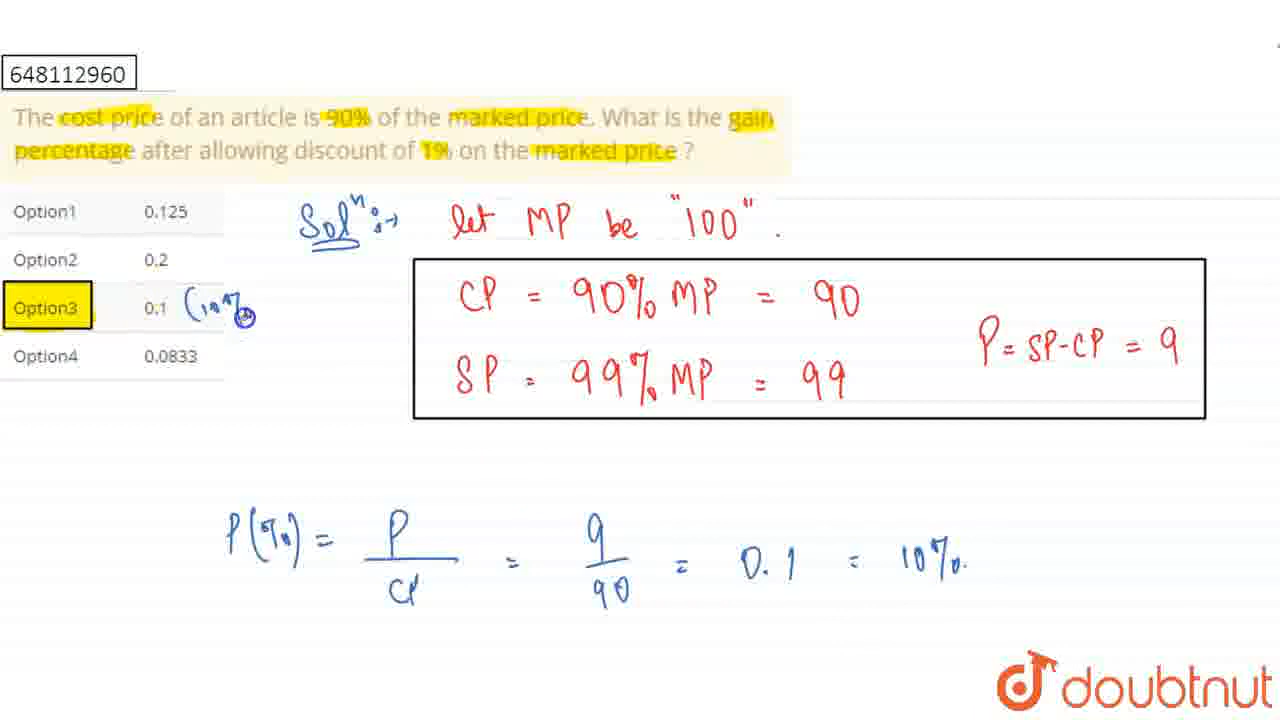 648112960
The cost price of an article is 90% of the marked price. What is the gain
percentage after allowing discount of 1% on the marked price ?
Option1 0.125
Option2 0.2
Option3 0.1 (10%
Option4 0.0833
Solⁿ :→ let MP be "100".
CP = 90% MP = 90
SP = 99% MP = 99
P = SP-CP = 9
P(%) = P/CP = 9/90 = 0.1 = 10%.
doubtnut